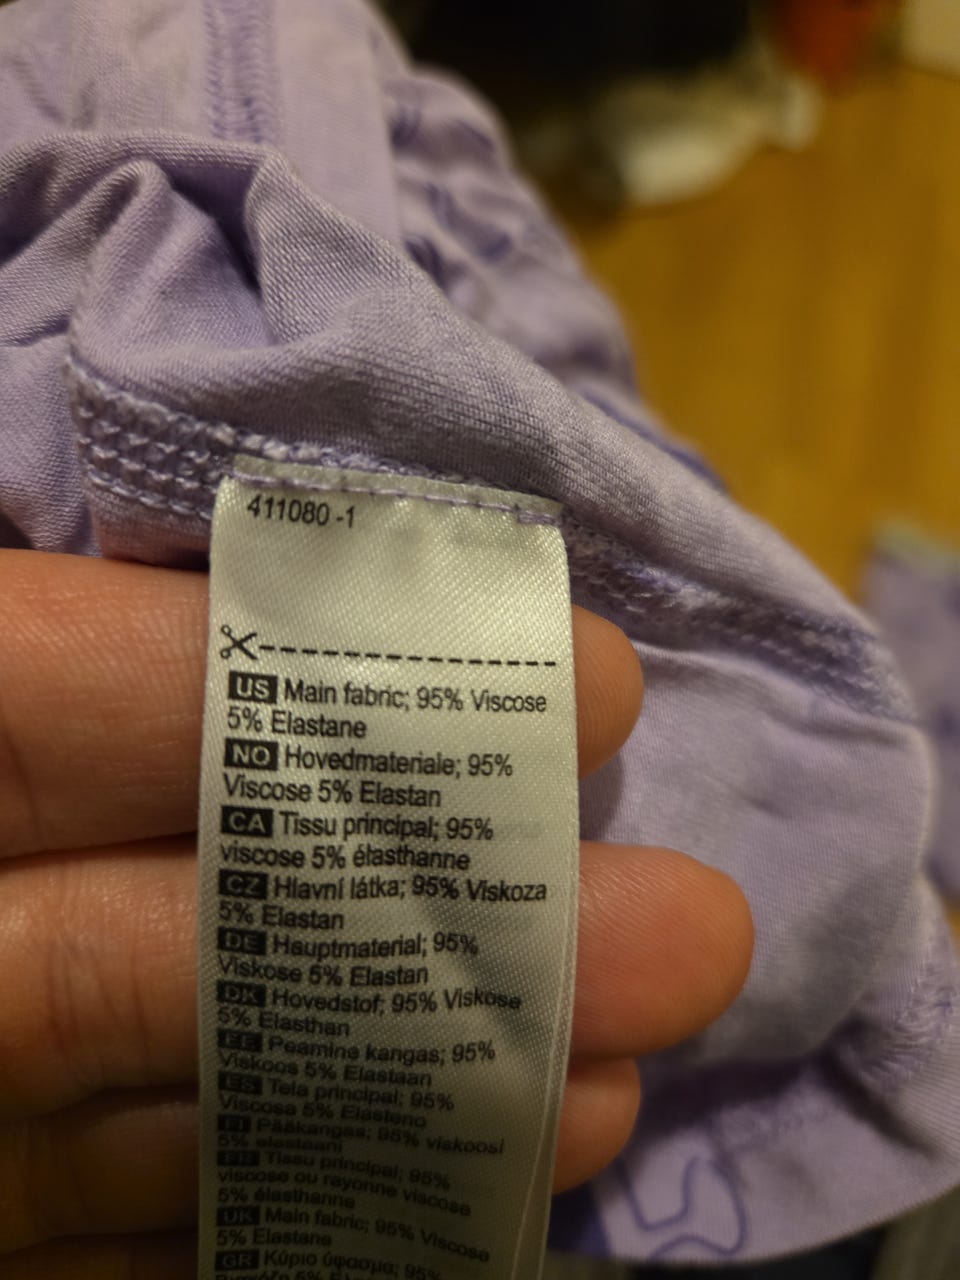 411080 -1
US Main fabric; 95% Viscose
5% Elastane
NO Hovedmateriale; 95%
Viscose 5% Elastan
CA Tissu principal; 95%
viscose 5% élasthanne
CZ Hlavní látka; 95% Viskoza
5% Elastan
DE Hauptmaterial; 95%
Viskose 5% Elastan
DK Hovedstof; 95% Viskose
5% Elasthan
EE Peamine kangas; 95%
Viskoos 5% Elastaan
ES Tela principal; 95%
Viscosa 5% Elasteno
FI Pääkangas; 95% viskoosi
5% elastaani
FR Tissu principal; 95%
viscose ou rayonne viscose
5% élasthanne
UK Main fabric; 95% Viscose
5% Elastane
GR Κύριο ύφασμα; 95%